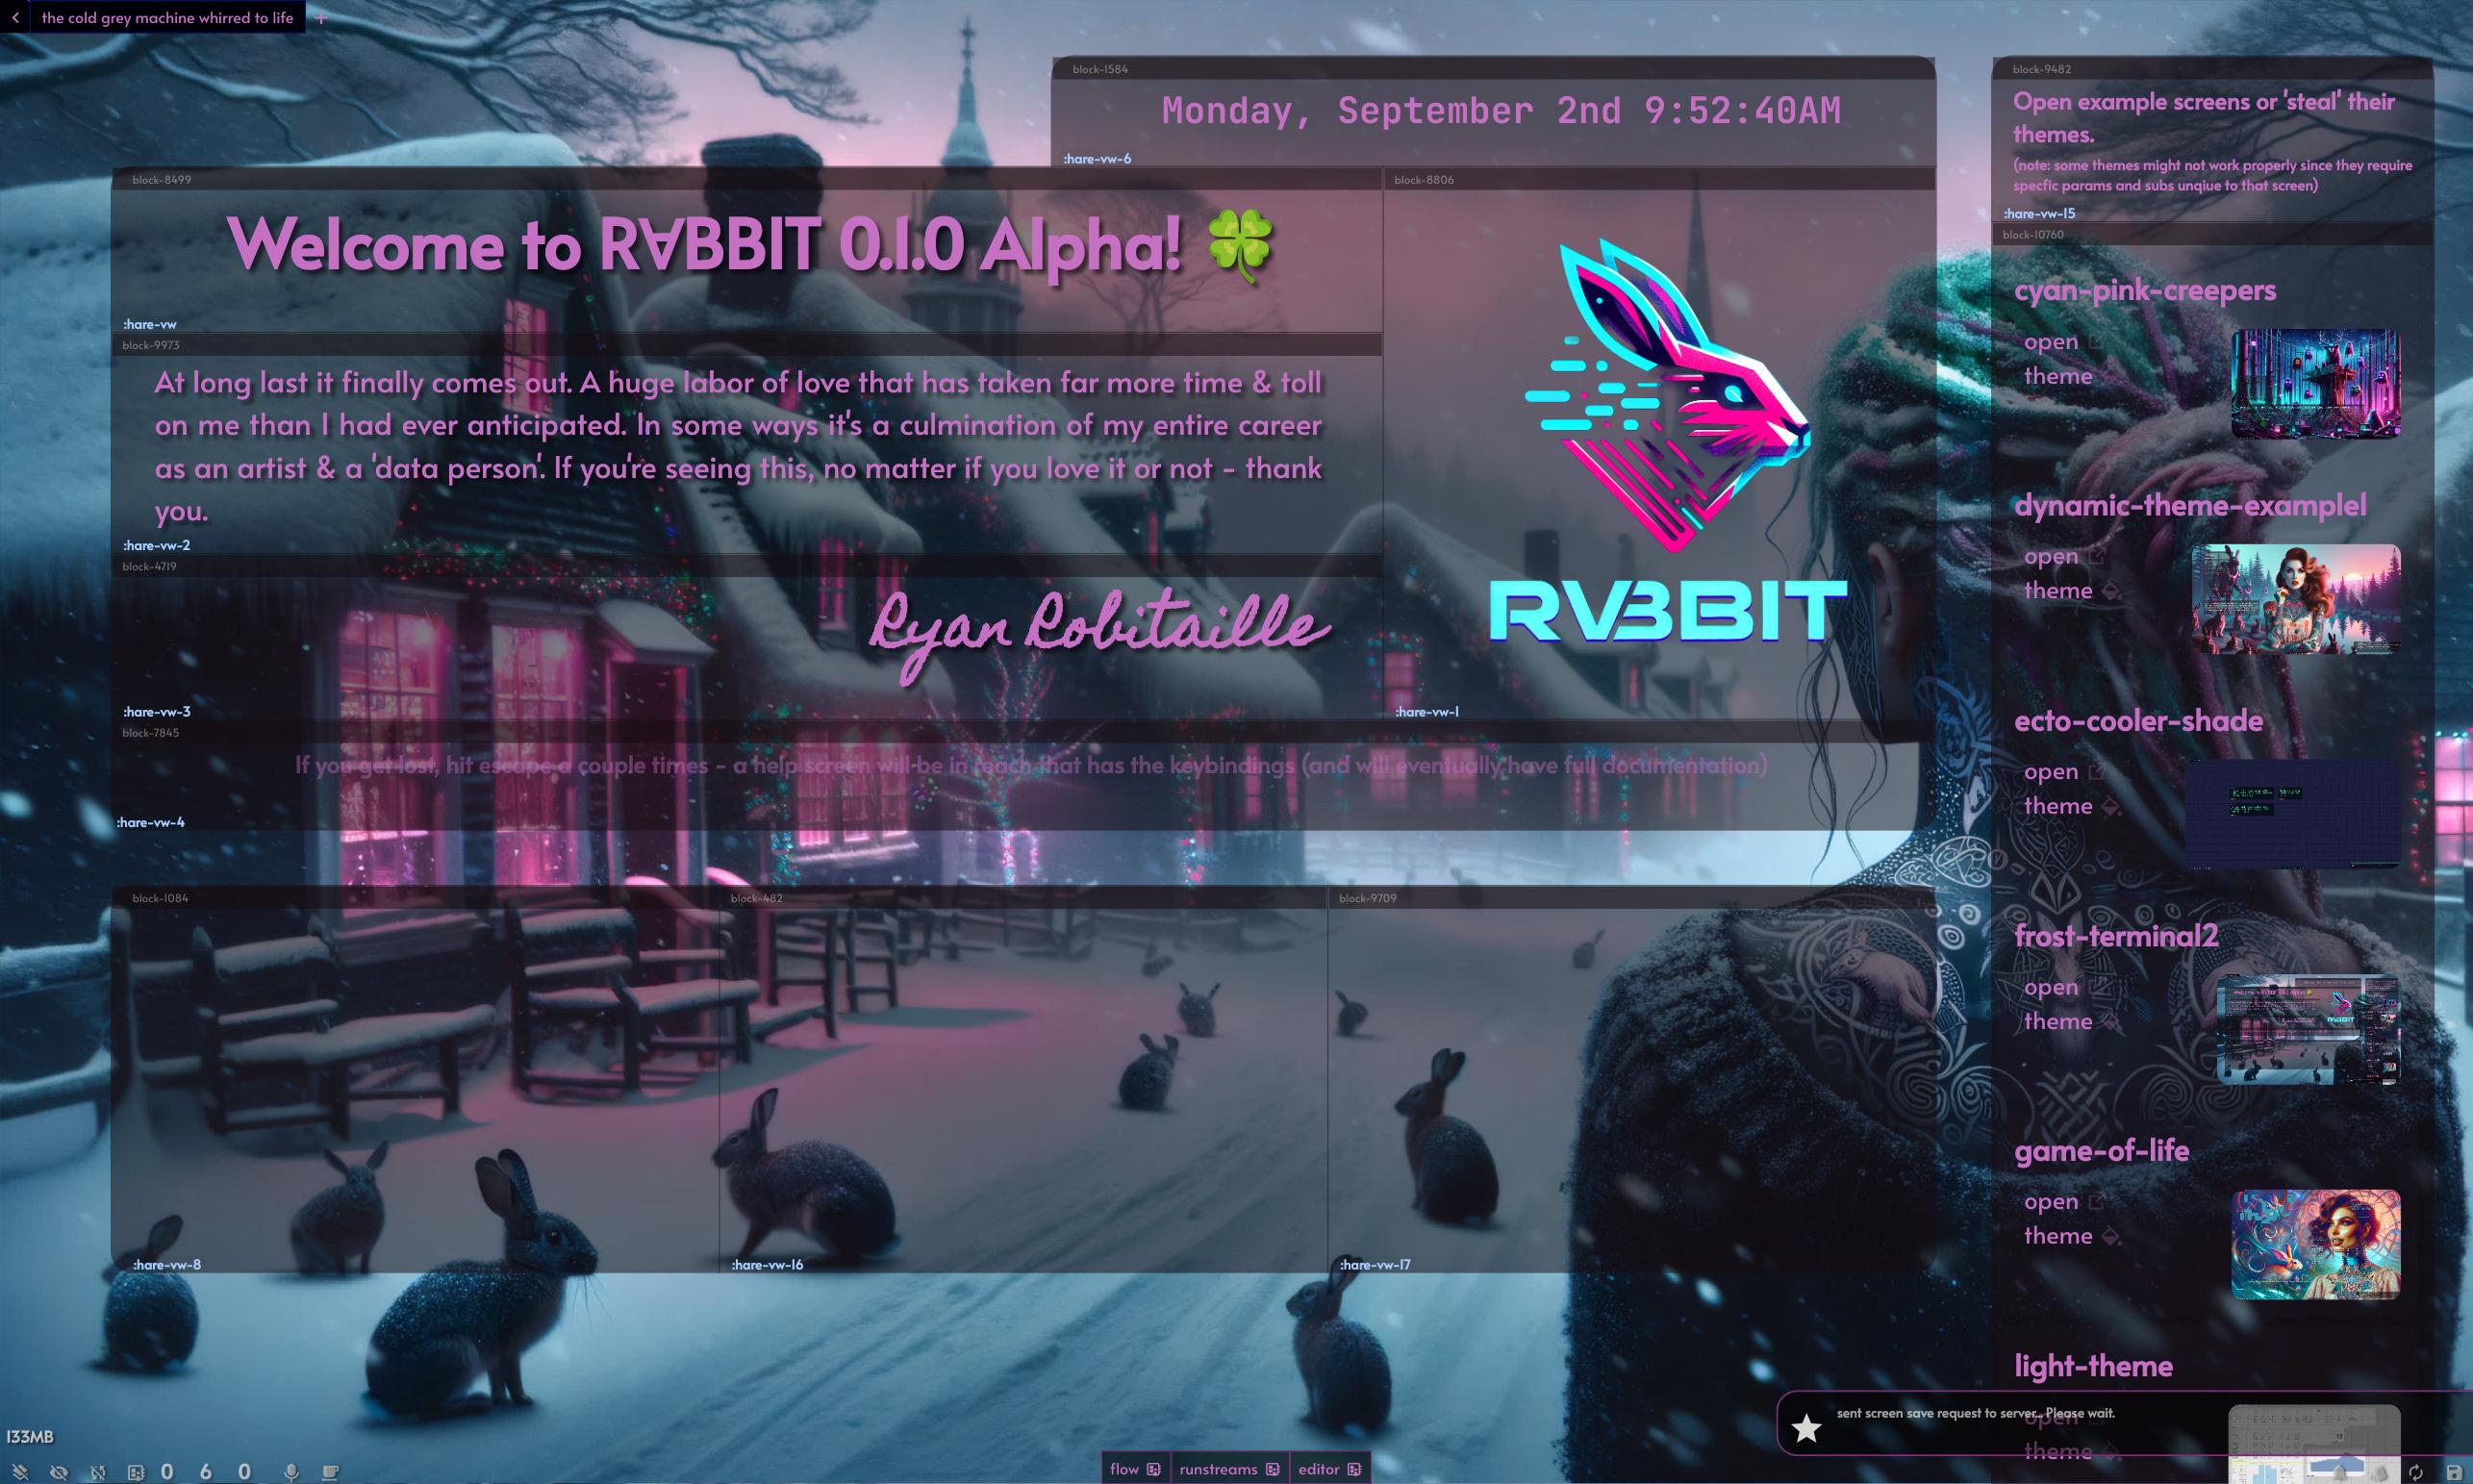 the cold grey machine whirred to life
+
block-1584
Monday, September 2nd 9:52:40AM
:hare-vw-6
block-8499
Welcome to R∀BBIT 0.1.0 Alpha! 🍀
:hare-vw
block-9973
At long last it finally comes out. A huge labor of love that has taken far more time & toll
on me than I had ever anticipated. In some ways it's a culmination of my entire career
as an artist & a 'data person'. If you're seeing this, no matter if you love it or not - thank
you.
:hare-vw-2
block-4719
Ryan Robitaille
:hare-vw-3
block-8806
RVBBIT
:hare-vw-1
block-7845
If you get lost, hit escape a couple times - a help screen will be in reach that has the keybindings (and will eventually have full documentation)
:hare-vw-4
block-1084
:hare-vw-8
block-482
:hare-vw-16
block-9709
:hare-vw-17
block-9482
Open example screens or 'steal' their
themes.
(note: some themes might not work properly since they require
specfic params and subs unqiue to that screen)
:hare-vw-15
block-10760
cyan-pink-creepers
open
theme
dynamic-theme-example1
open
theme
ecto-cooler-shade
open
theme
frost-terminal2
open
theme
game-of-life
open
theme
light-theme
open
theme
sent screen save request to server... Please wait.
133MB
0 6 0
flow
runstreams
editor